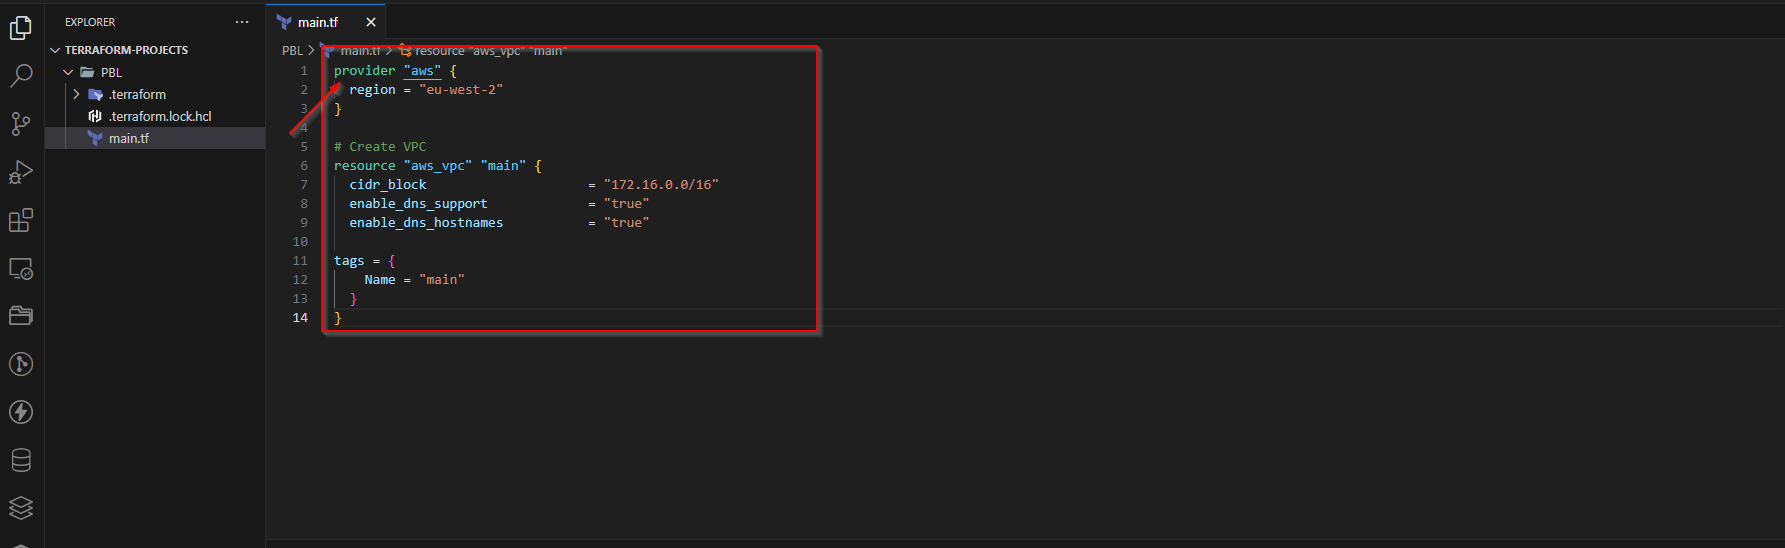 EXPLORER
TERRAFORM-PROJECTS
PBL
.terraform
.terraform.lock.hcl
main.tf
main.tf
PBL > main.tf > resource "aws_vpc" "main"
1 provider "aws" {
2   region = "eu-west-2"
3 }
4
5 # Create VPC
6 resource "aws_vpc" "main" {
7   cidr_block                     = "172.16.0.0/16"
8   enable_dns_support             = "true"
9   enable_dns_hostnames           = "true"
10
11 tags = {
12     Name = "main"
13   }
14 }